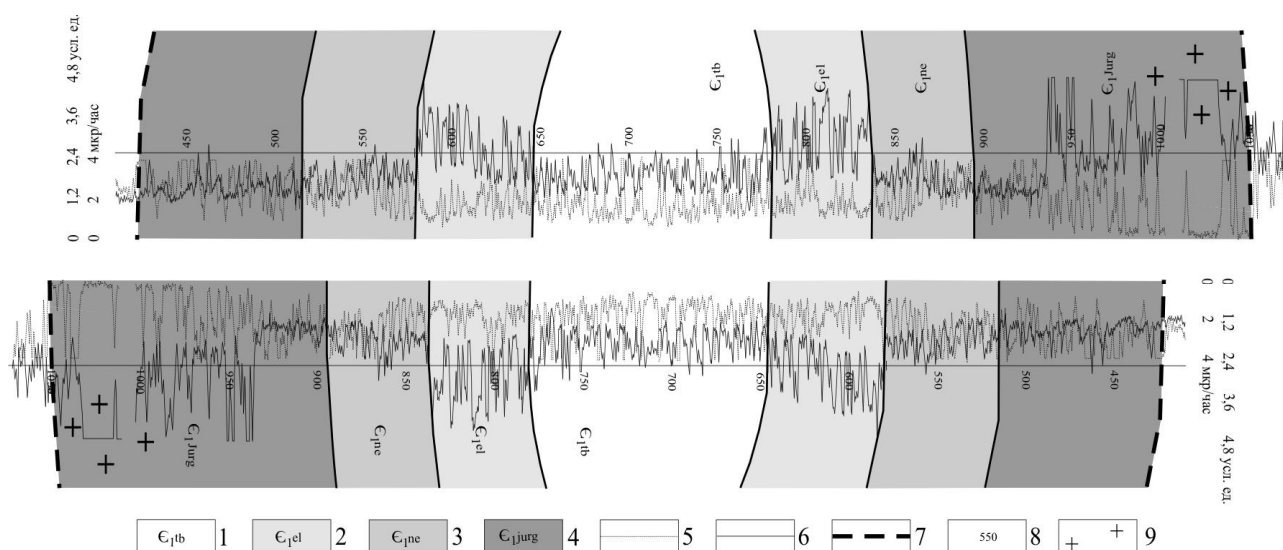 4,8 усл. ед.
3,6
2,4 4 мкр/час
1,2 2
0 0
Є₁tb Є₁el Є₁ne Є₁jurg
450 500 550 600 650 700 750 800 850 900 950 1000
0 0
2 1,2
4 мкр/час 2,4
3,6
4,8 усл. ед.
1000 950 900 850 800 750 700 650 600 550 500 450
Є₁jurg Є₁ne Є₁el Є₁tb
Є₁tb 1 Є₁el 2 Є₁ne 3 Є₁jurg 4 5 6 7 550 8 9